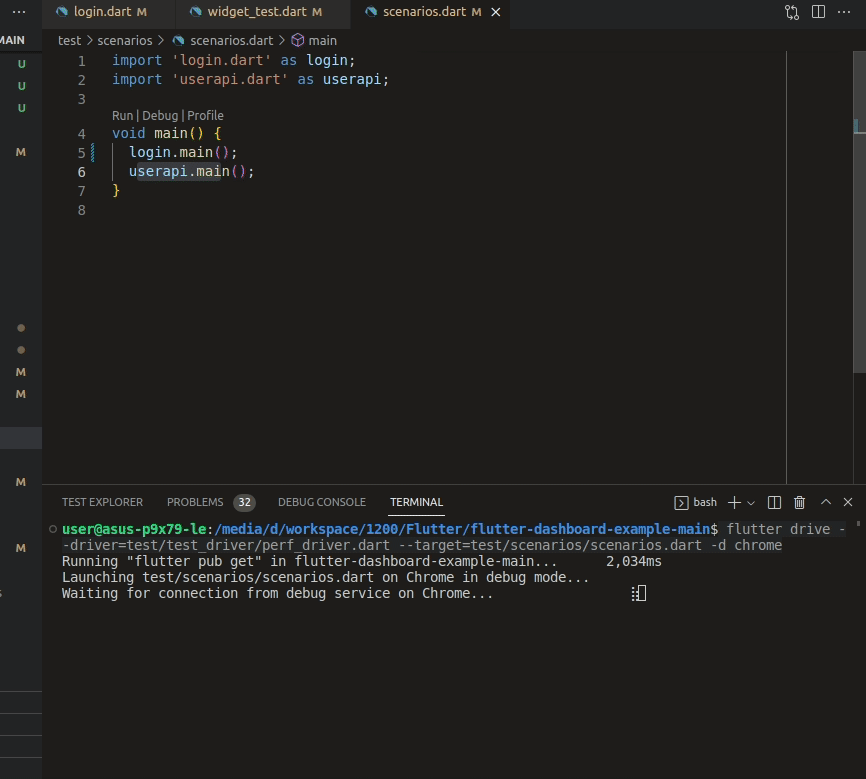 ··· login.dart M widget_test.dart M scenarios.dart M ···
MAIN test > scenarios > scenarios.dart > main
U 1 import 'login.dart' as login;
U 2 import 'userapi.dart' as userapi;
U 3
Run | Debug | Profile
4 void main() {
M 5 login.main();
6 userapi.main();
7 }
8
M
M
M
M
TEST EXPLORER PROBLEMS 32 DEBUG CONSOLE TERMINAL bash
user@asus-p9x79-le:/media/d/workspace/1200/Flutter/flutter-dashboard-example-main$ flutter drive -
-driver=test/test_driver/perf_driver.dart --target=test/scenarios/scenarios.dart -d chrome
Running "flutter pub get" in flutter-dashboard-example-main... 2,034ms
Launching test/scenarios/scenarios.dart on Chrome in debug mode...
Waiting for connection from debug service on Chrome...